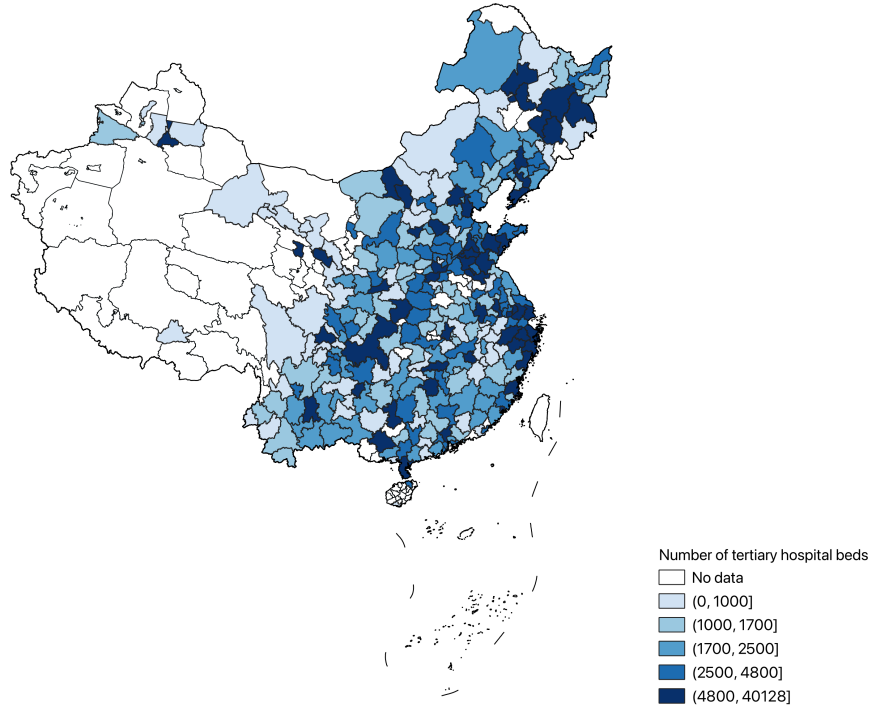 Number of tertiary hospital beds
No data
(0, 1000]
(1000, 1700]
(1700, 2500]
(2500, 4800]
(4800, 40128]